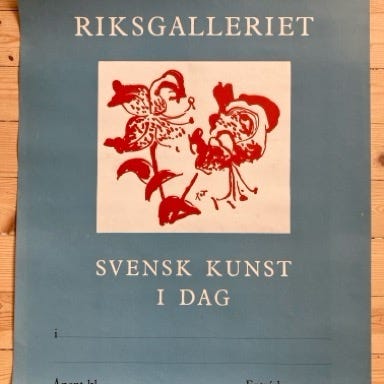 RIKSGALLERIET
SVENSK KUNST
I DAG
i